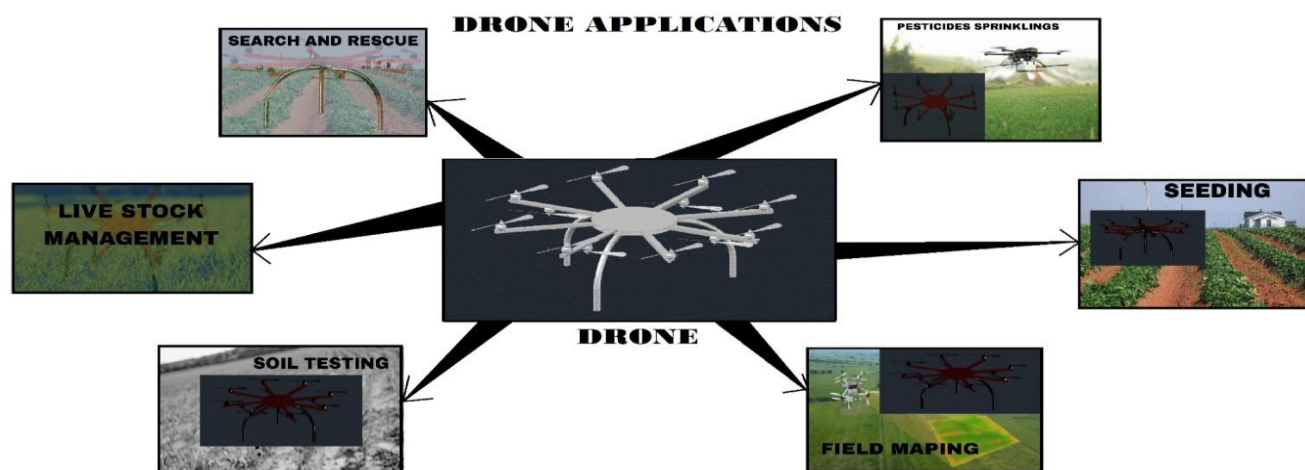 DRONE APPLICATIONS
SEARCH AND RESCUE
PESTICIDES SPRINKLINGS
LIVE STOCK
MANAGEMENT
SEEDING
DRONE
SOIL TESTING
FIELD MAPING